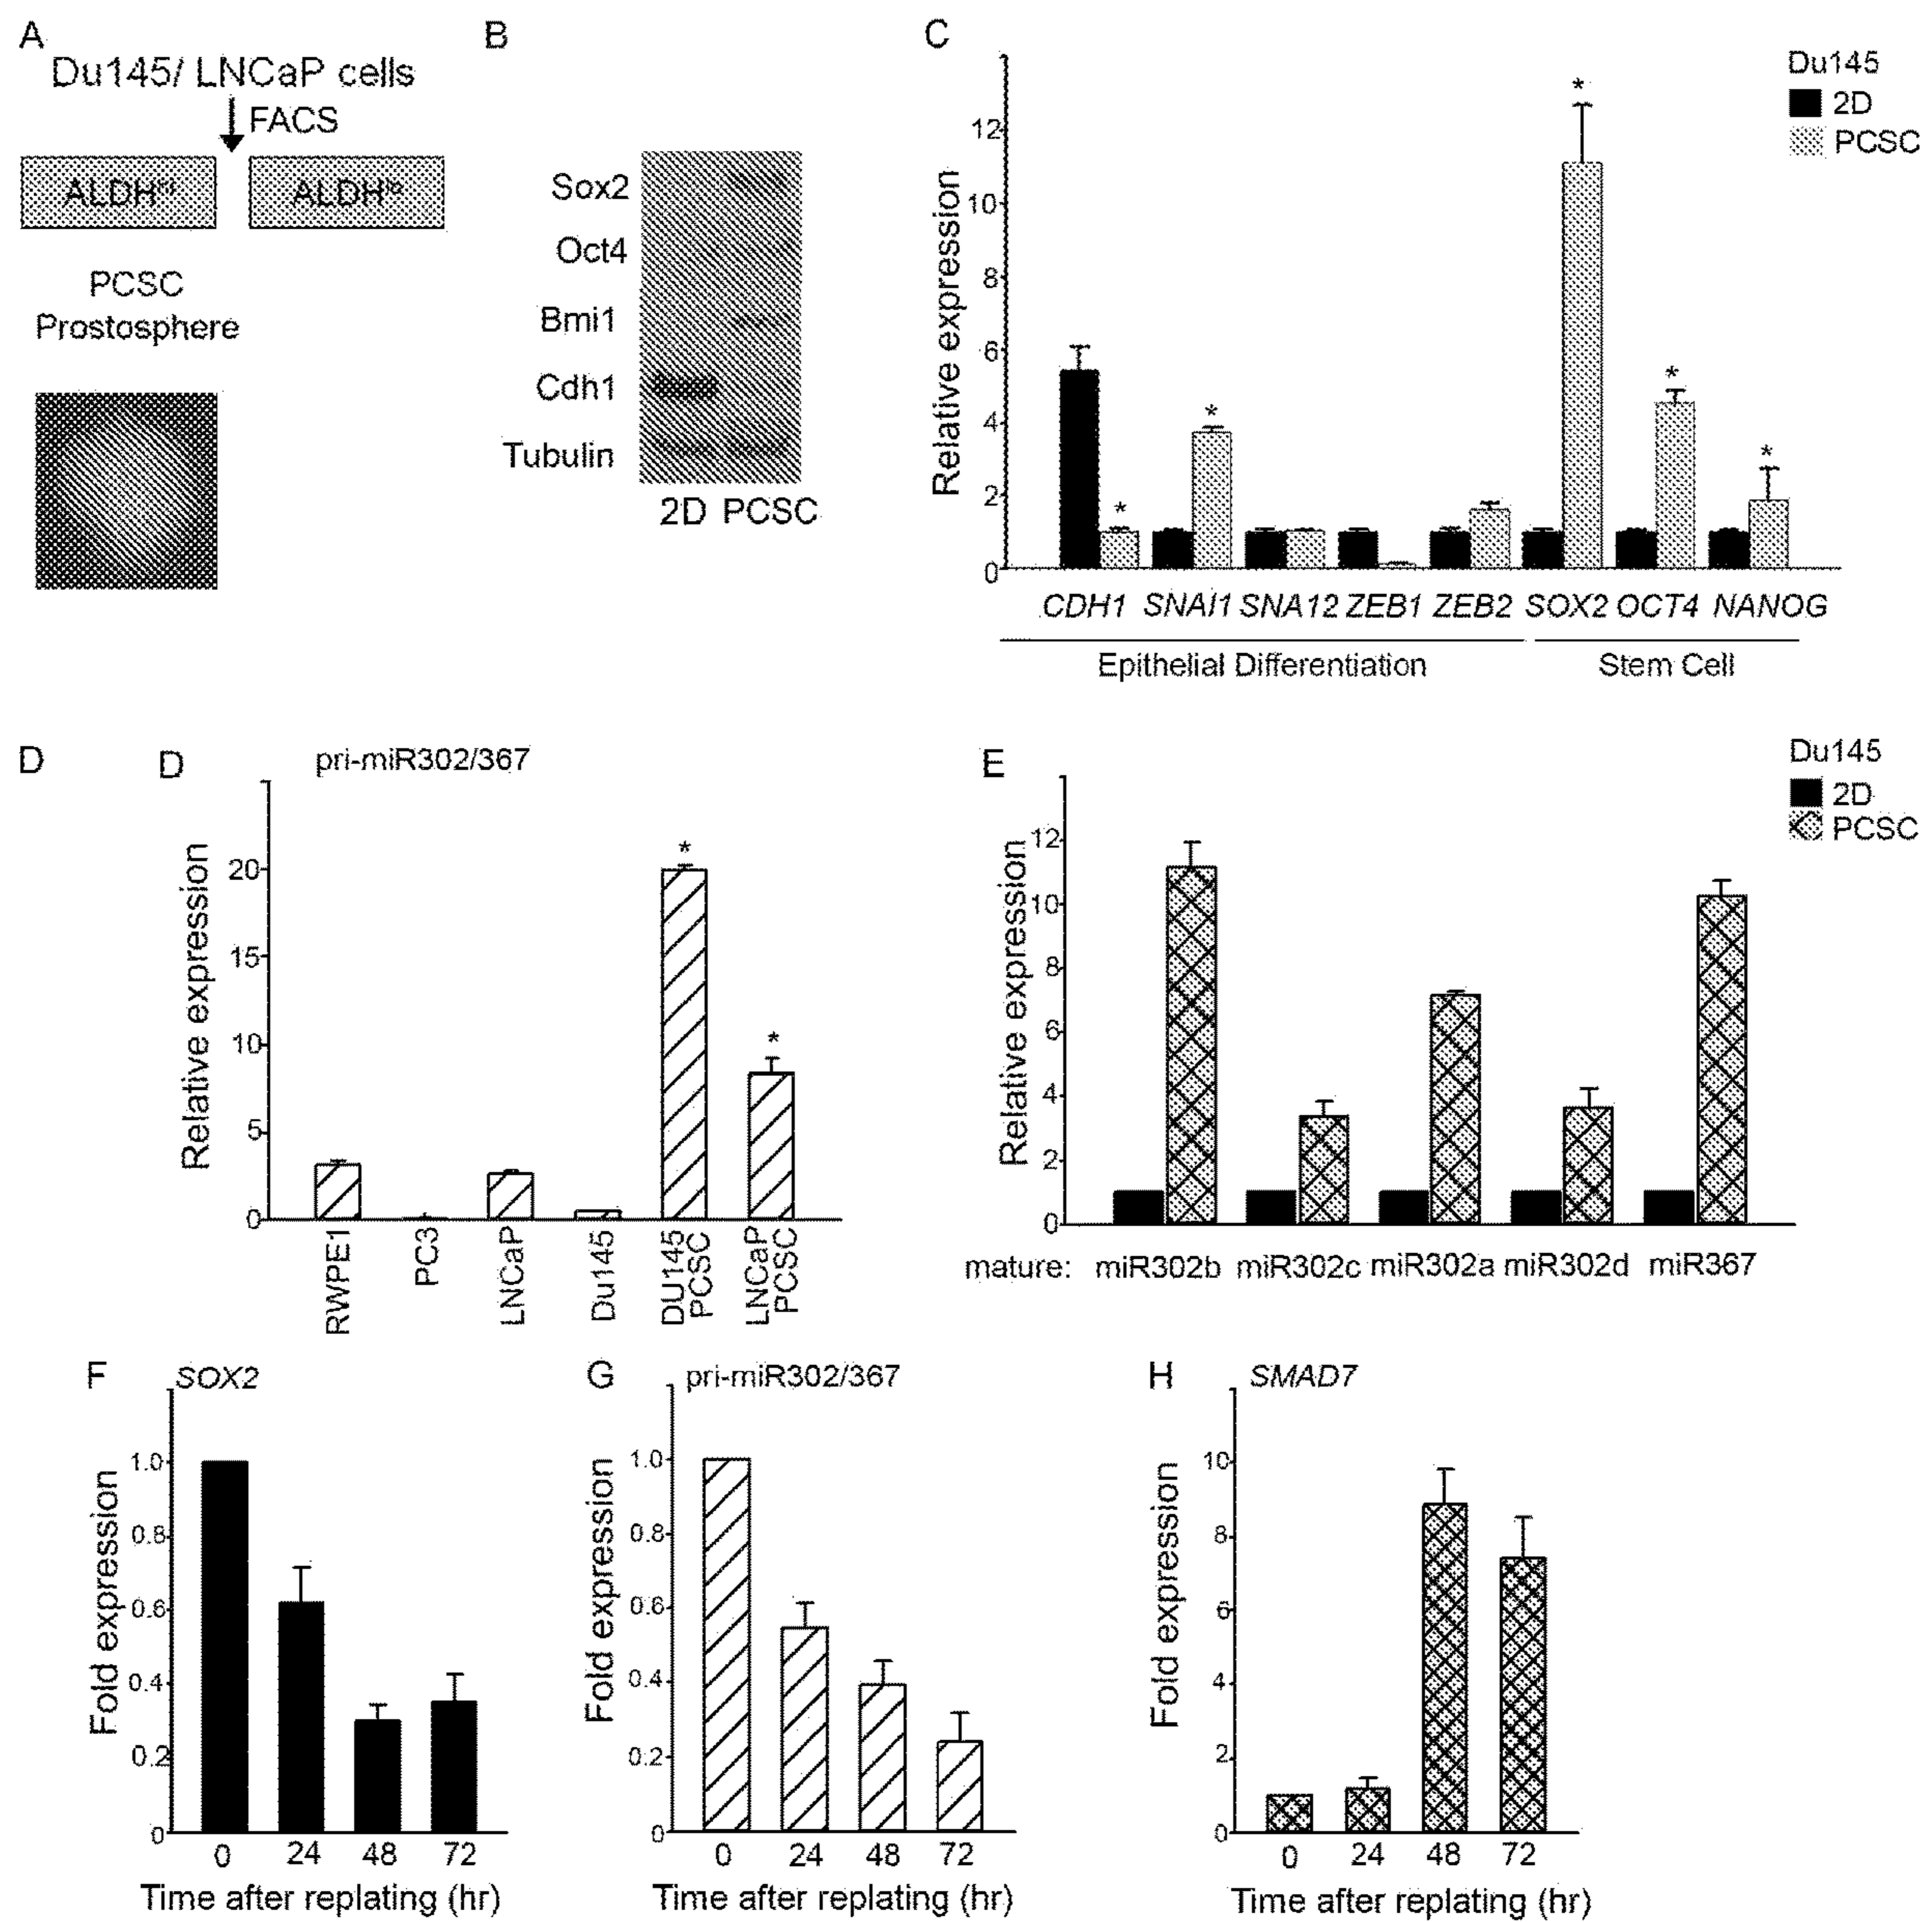 A
Du145/ LNCaP cells
FACS
ALDHhi
ALDHlo
PCSC
Prostosphere
B
Sox2
Oct4
Bmi1
Cdh1
Tubulin
2D PCSC
C
Du145
2D
PCSC
Relative expression
12
10
8
6
4
2
0
* * * * *
CDH1 SNAI1 SNA12 ZEB1 ZEB2 SOX2 OCT4 NANOG
Epithelial Differentiation
Stem Cell
D
D
pri-miR302/367
Relative expression
20
15
10
5
0
* *
RWPE1
PC3
LNCaP
Du145
DU145
PCSC
LNCaP
PCSC
E
Du145
2D
PCSC
Relative expression
12
10
8
6
4
2
0
mature: miR302b miR302c miR302a miR302d miR367
F
SOX2
Fold expression
1.0
0.8
0.6
0.4
0.2
0
0 24 48 72
Time after replating (hr)
G
pri-miR302/367
Fold expression
1.0
0.8
0.6
0.4
0.2
0
0 24 48 72
Time after replating (hr)
H
SMAD7
Fold expression
10
8
6
4
2
0
0 24 48 72
Time after replating (hr)